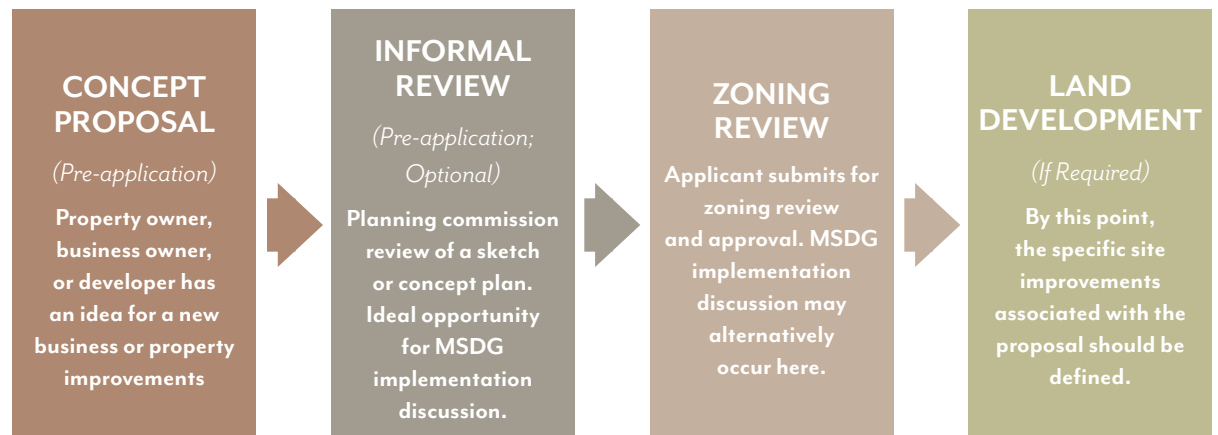 CONCEPT
PROPOSAL
(Pre-application)
Property owner,
business owner,
or developer has
an idea for a new
business or property
improvements
INFORMAL
REVIEW
(Pre-application;
Optional)
Planning commission
review of a sketch
or concept plan.
Ideal opportunity
for MSDG
implementation
discussion.
ZONING
REVIEW
Applicant submits for
zoning review
and approval. MSDG
implementation
discussion may
alternatively
occur here.
LAND
DEVELOPMENT
(If Required)
By this point,
the specific site
improvements
associated with the
proposal should be
defined.